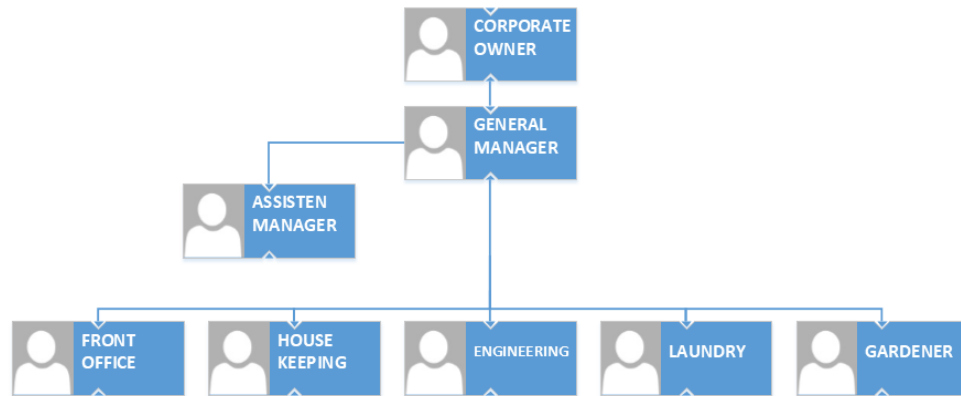 CORPORATE
OWNER
GENERAL
MANAGER
ASSISTEN
MANAGER
FRONT
OFFICE
HOUSE
KEEPING
ENGINEERING
LAUNDRY
GARDENER